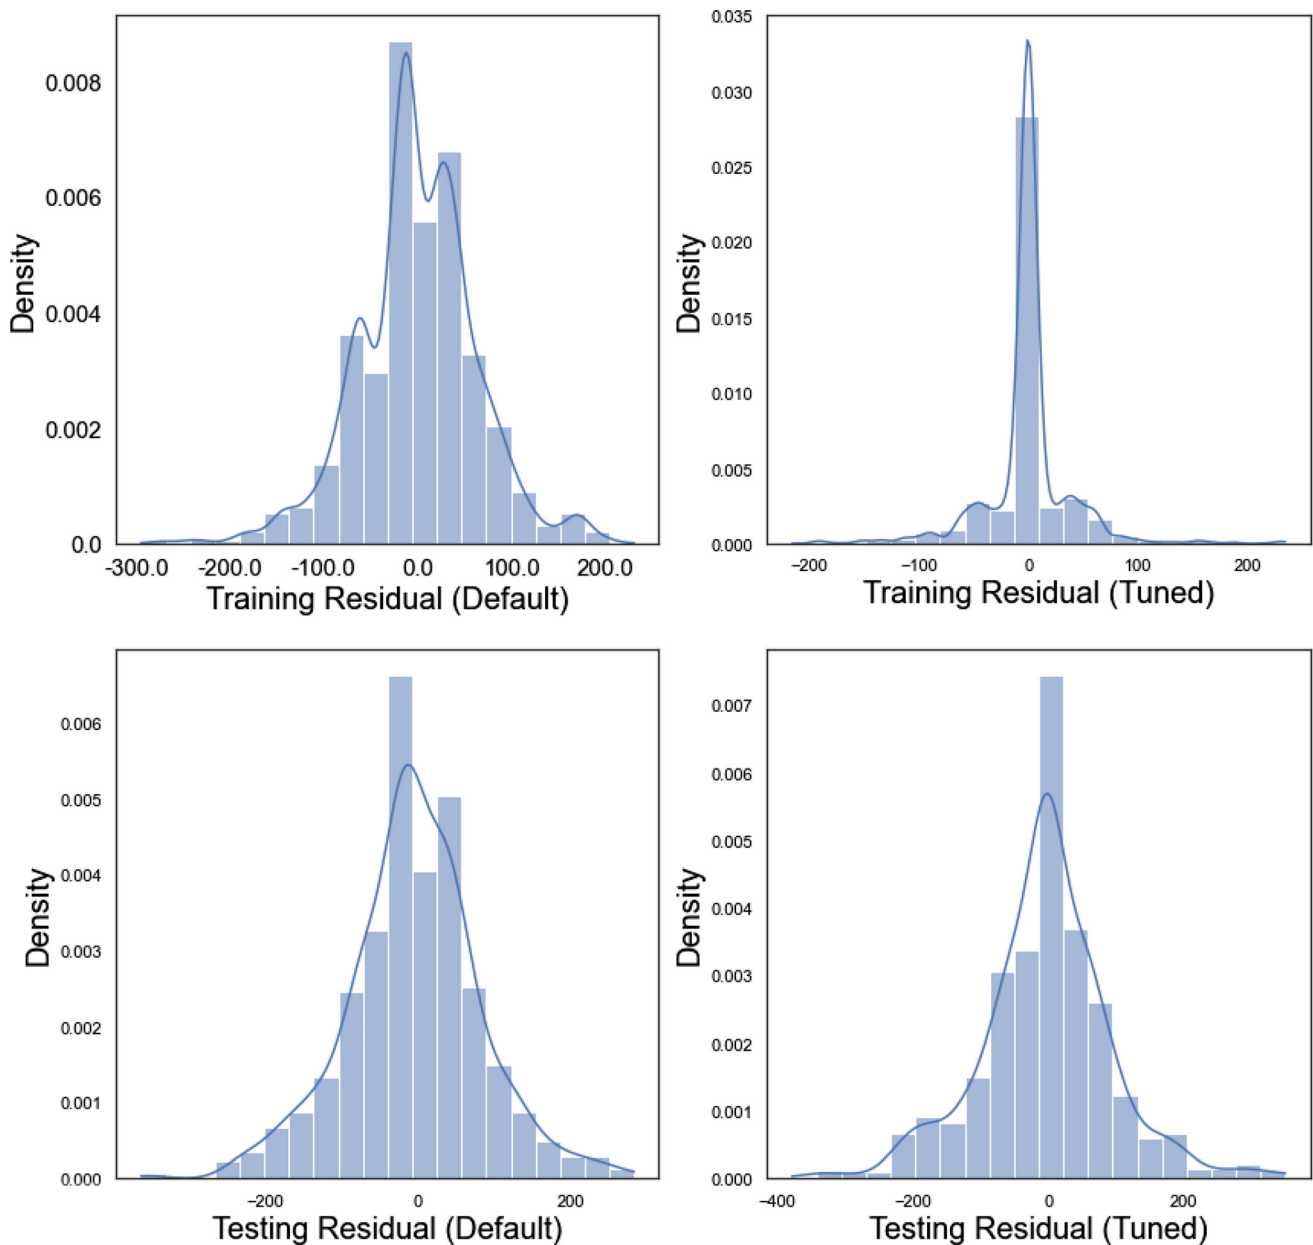 0.008
0.006
0.004
0.002
0.0
Density
-300.0 -200.0 -100.0 0.0 100.0 200.0
Training Residual (Default)
0.035
0.030
0.025
0.020
0.015
0.010
0.005
0.000
Density
-200 -100 0 100 200
Training Residual (Tuned)
0.006
0.005
0.004
0.003
0.002
0.001
0.000
Density
-200 0 200
Testing Residual (Default)
0.007
0.006
0.005
0.004
0.003
0.002
0.001
0.000
Density
-400 -200 0 200
Testing Residual (Tuned)